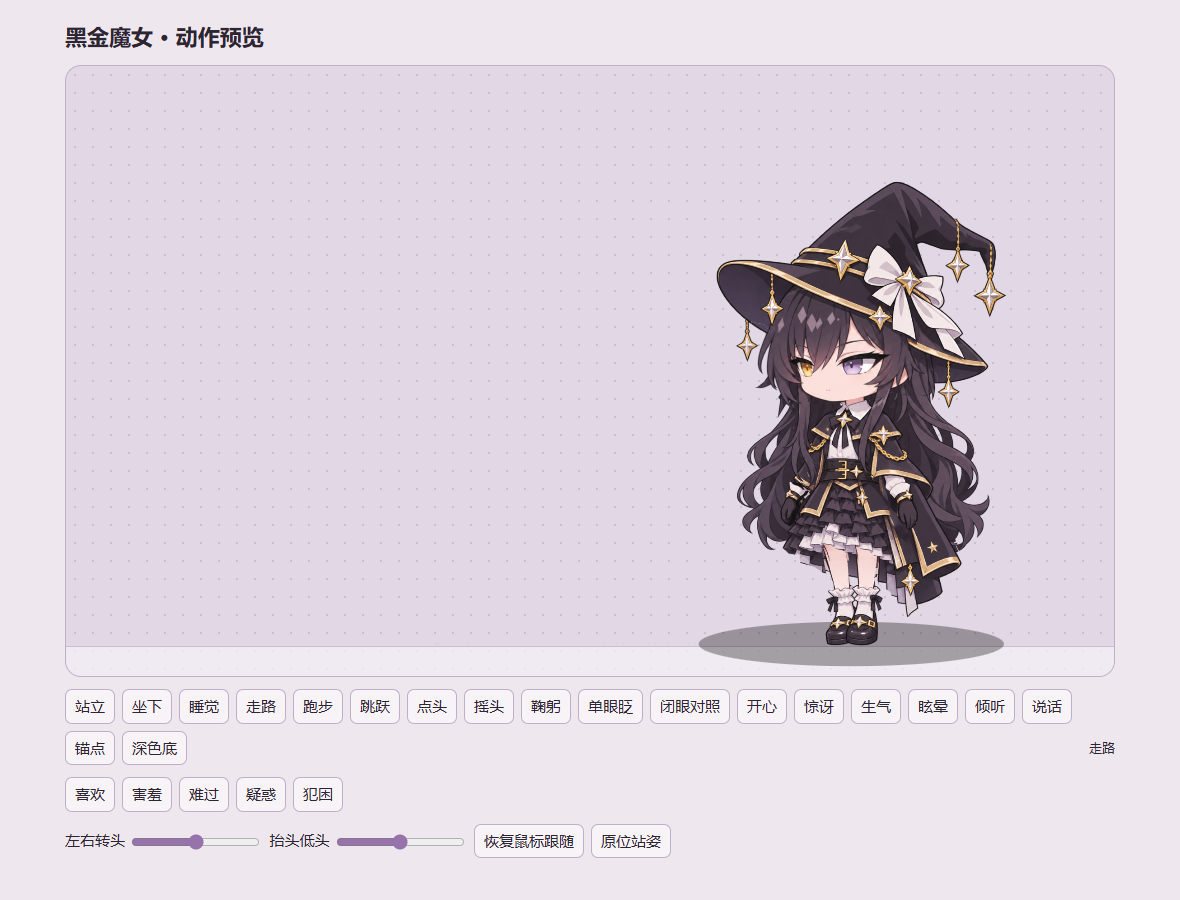 黑金魔女·动作预览
站立 坐下 睡觉 走路 跑步 跳跃 点头 摇头 鞠躬 单眼眨 闭眼对照 开心 惊讶 生气 眩晕 倾听 说话
锚点 深色底 走路
喜欢 害羞 难过 疑惑 犯困
左右转头 抬头低头 恢复鼠标跟随 原位站姿